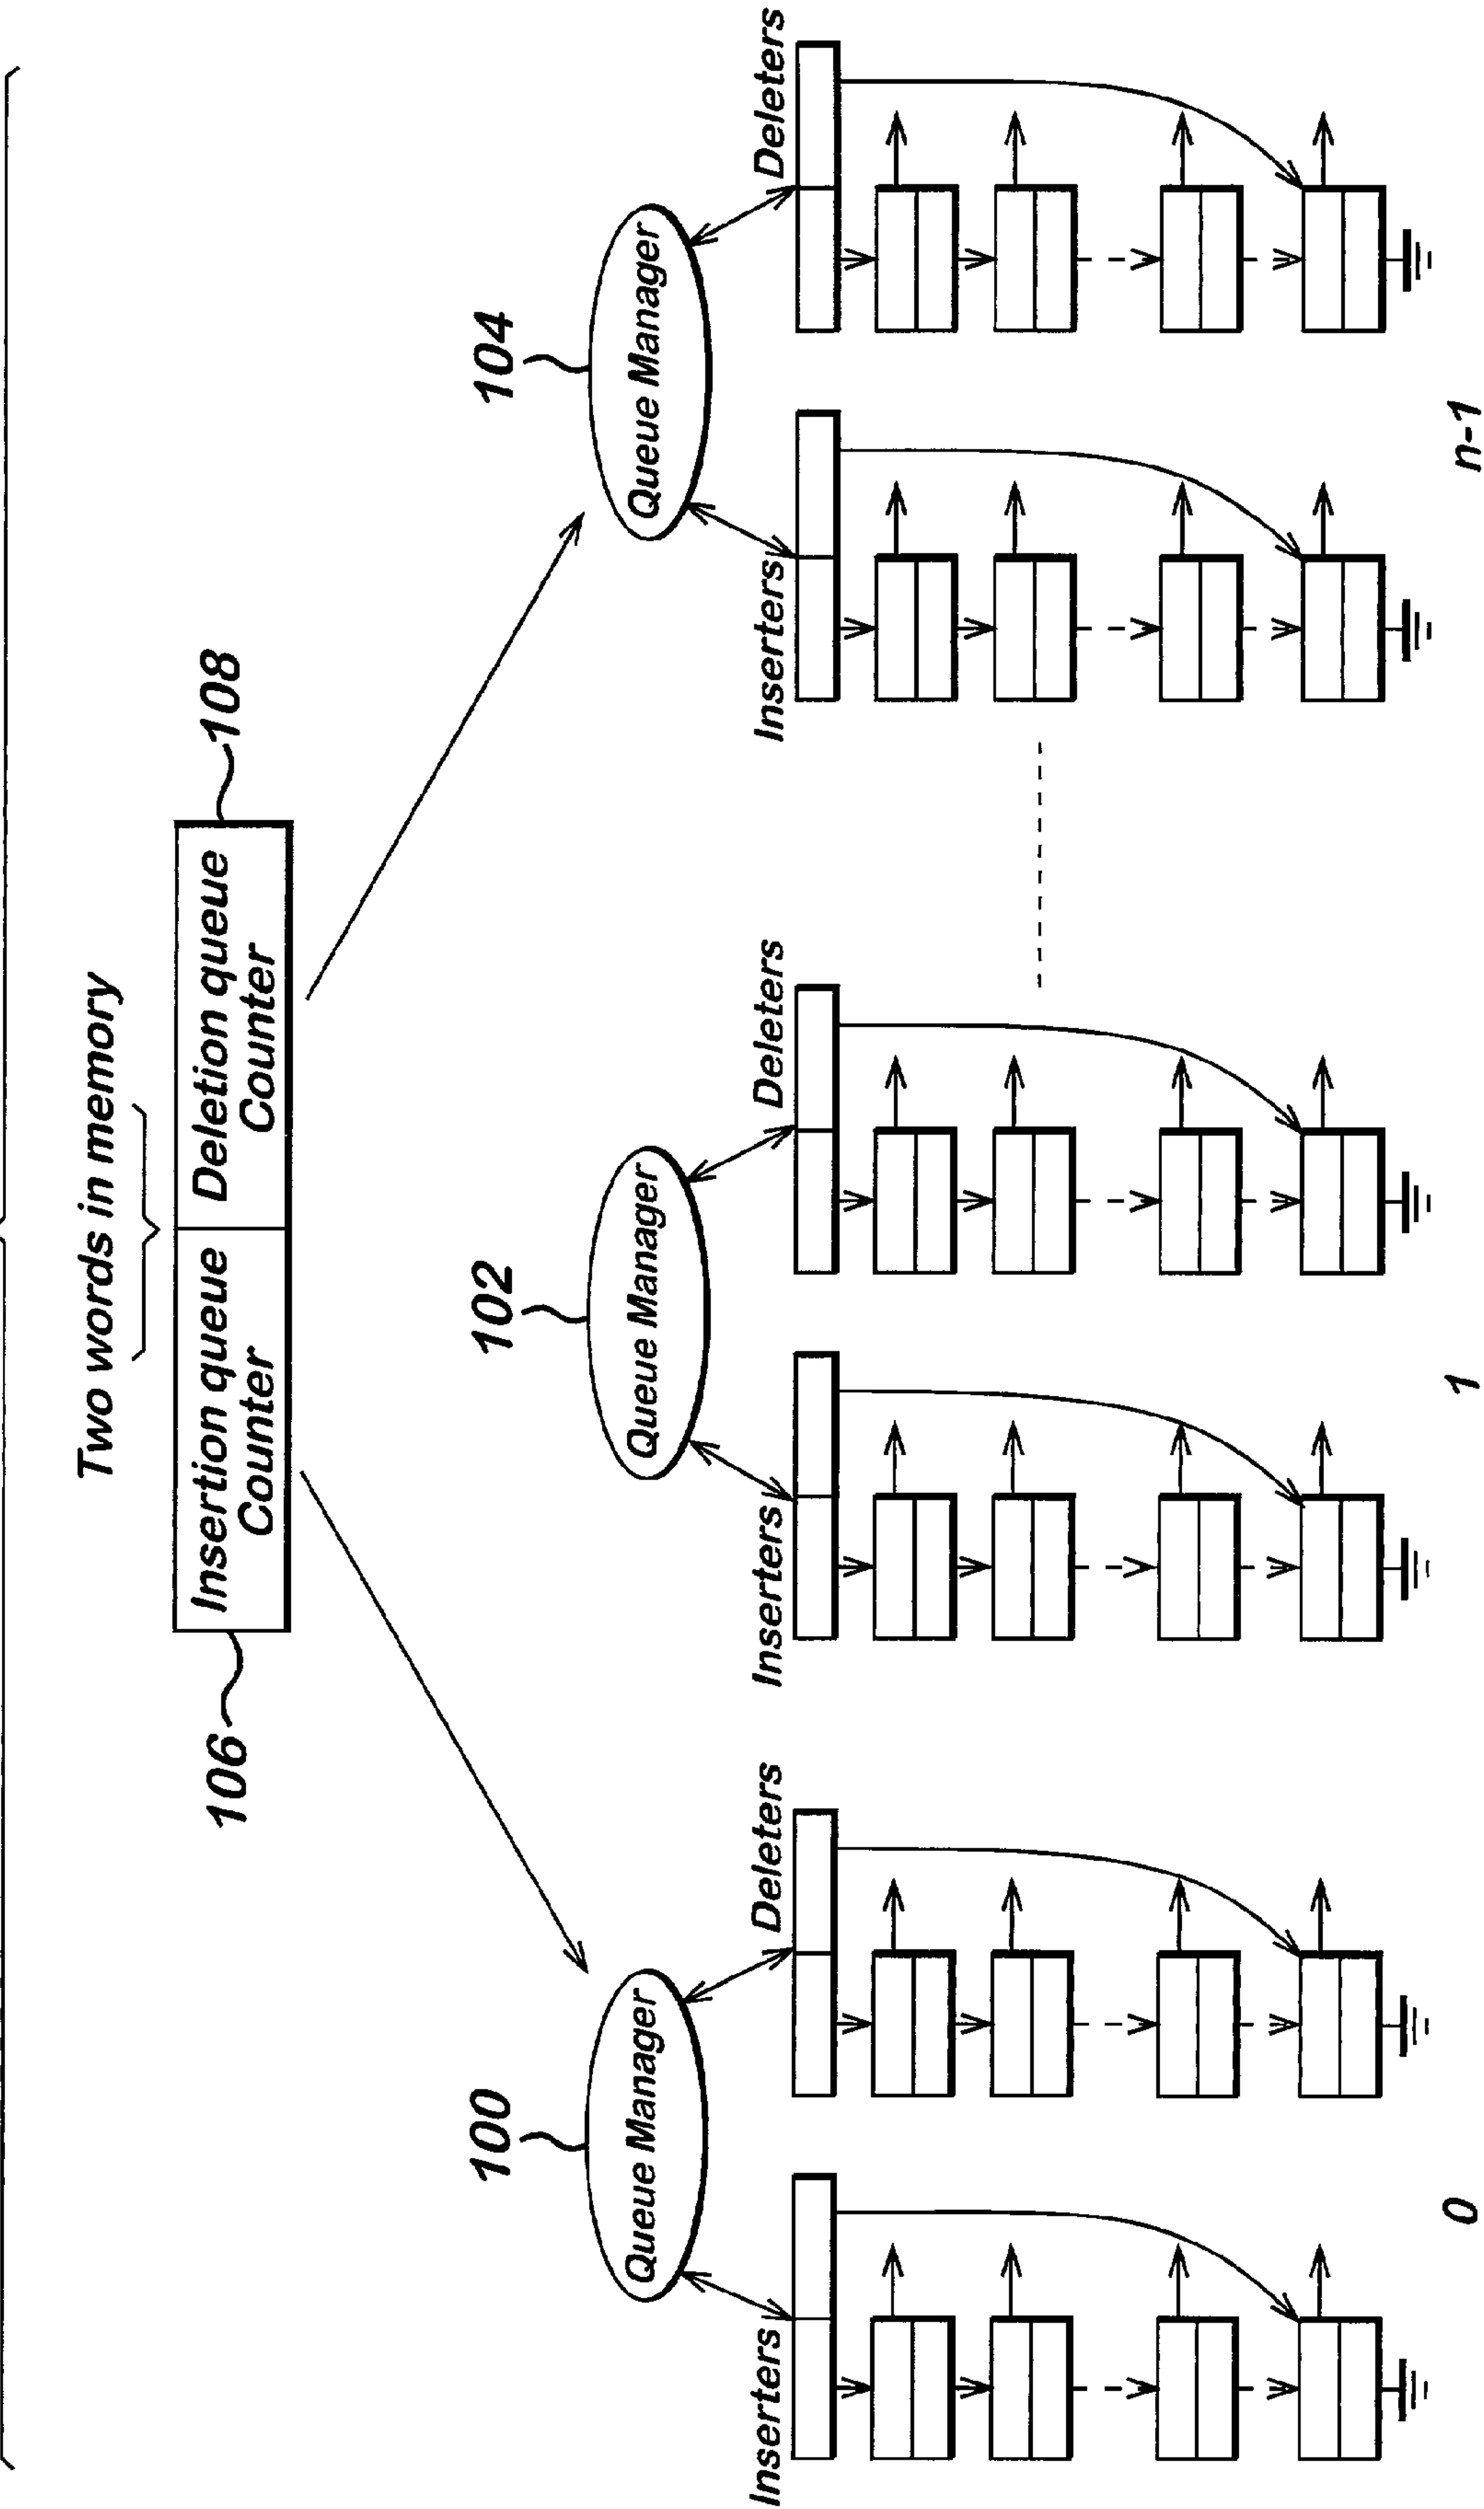 Two words in memory
106
Insertion queue
Counter
Deletion queue
Counter
108
100
102
104
Queue Manager
Queue Manager
Queue Manager
Inserters
Deleters
Inserters
Deleters
Inserters
Deleters
0
1
n-1